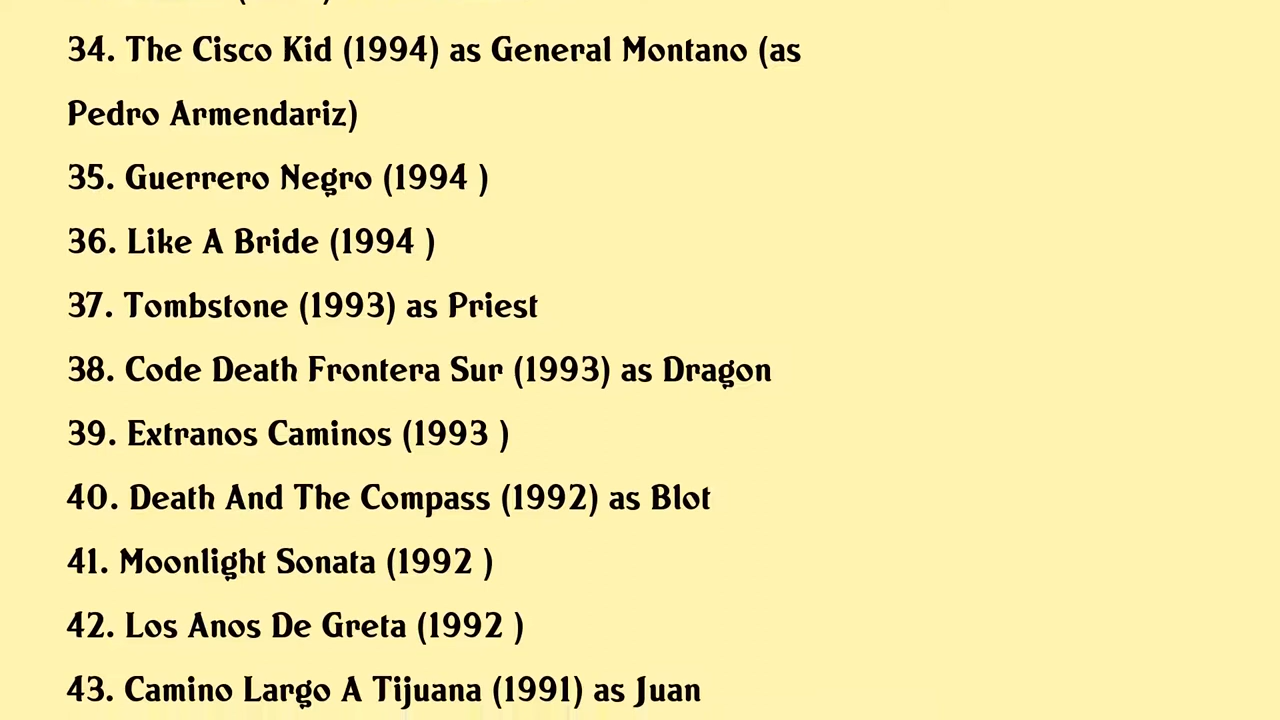 34. The Cisco Kid (1994) as General Montano (as
Pedro Armendariz)
35. Guerrero Negro (1994 )
36. Like A Bride (1994 )
37. Tombstone (1993) as Priest
38. Code Death Frontera Sur (1993) as Dragon
39. Extranos Caminos (1993 )
40. Death And The Compass (1992) as Blot
41. Moonlight Sonata (1992 )
42. Los Anos De Greta (1992 )
43. Camino Largo A Tijuana (1991) as Juan